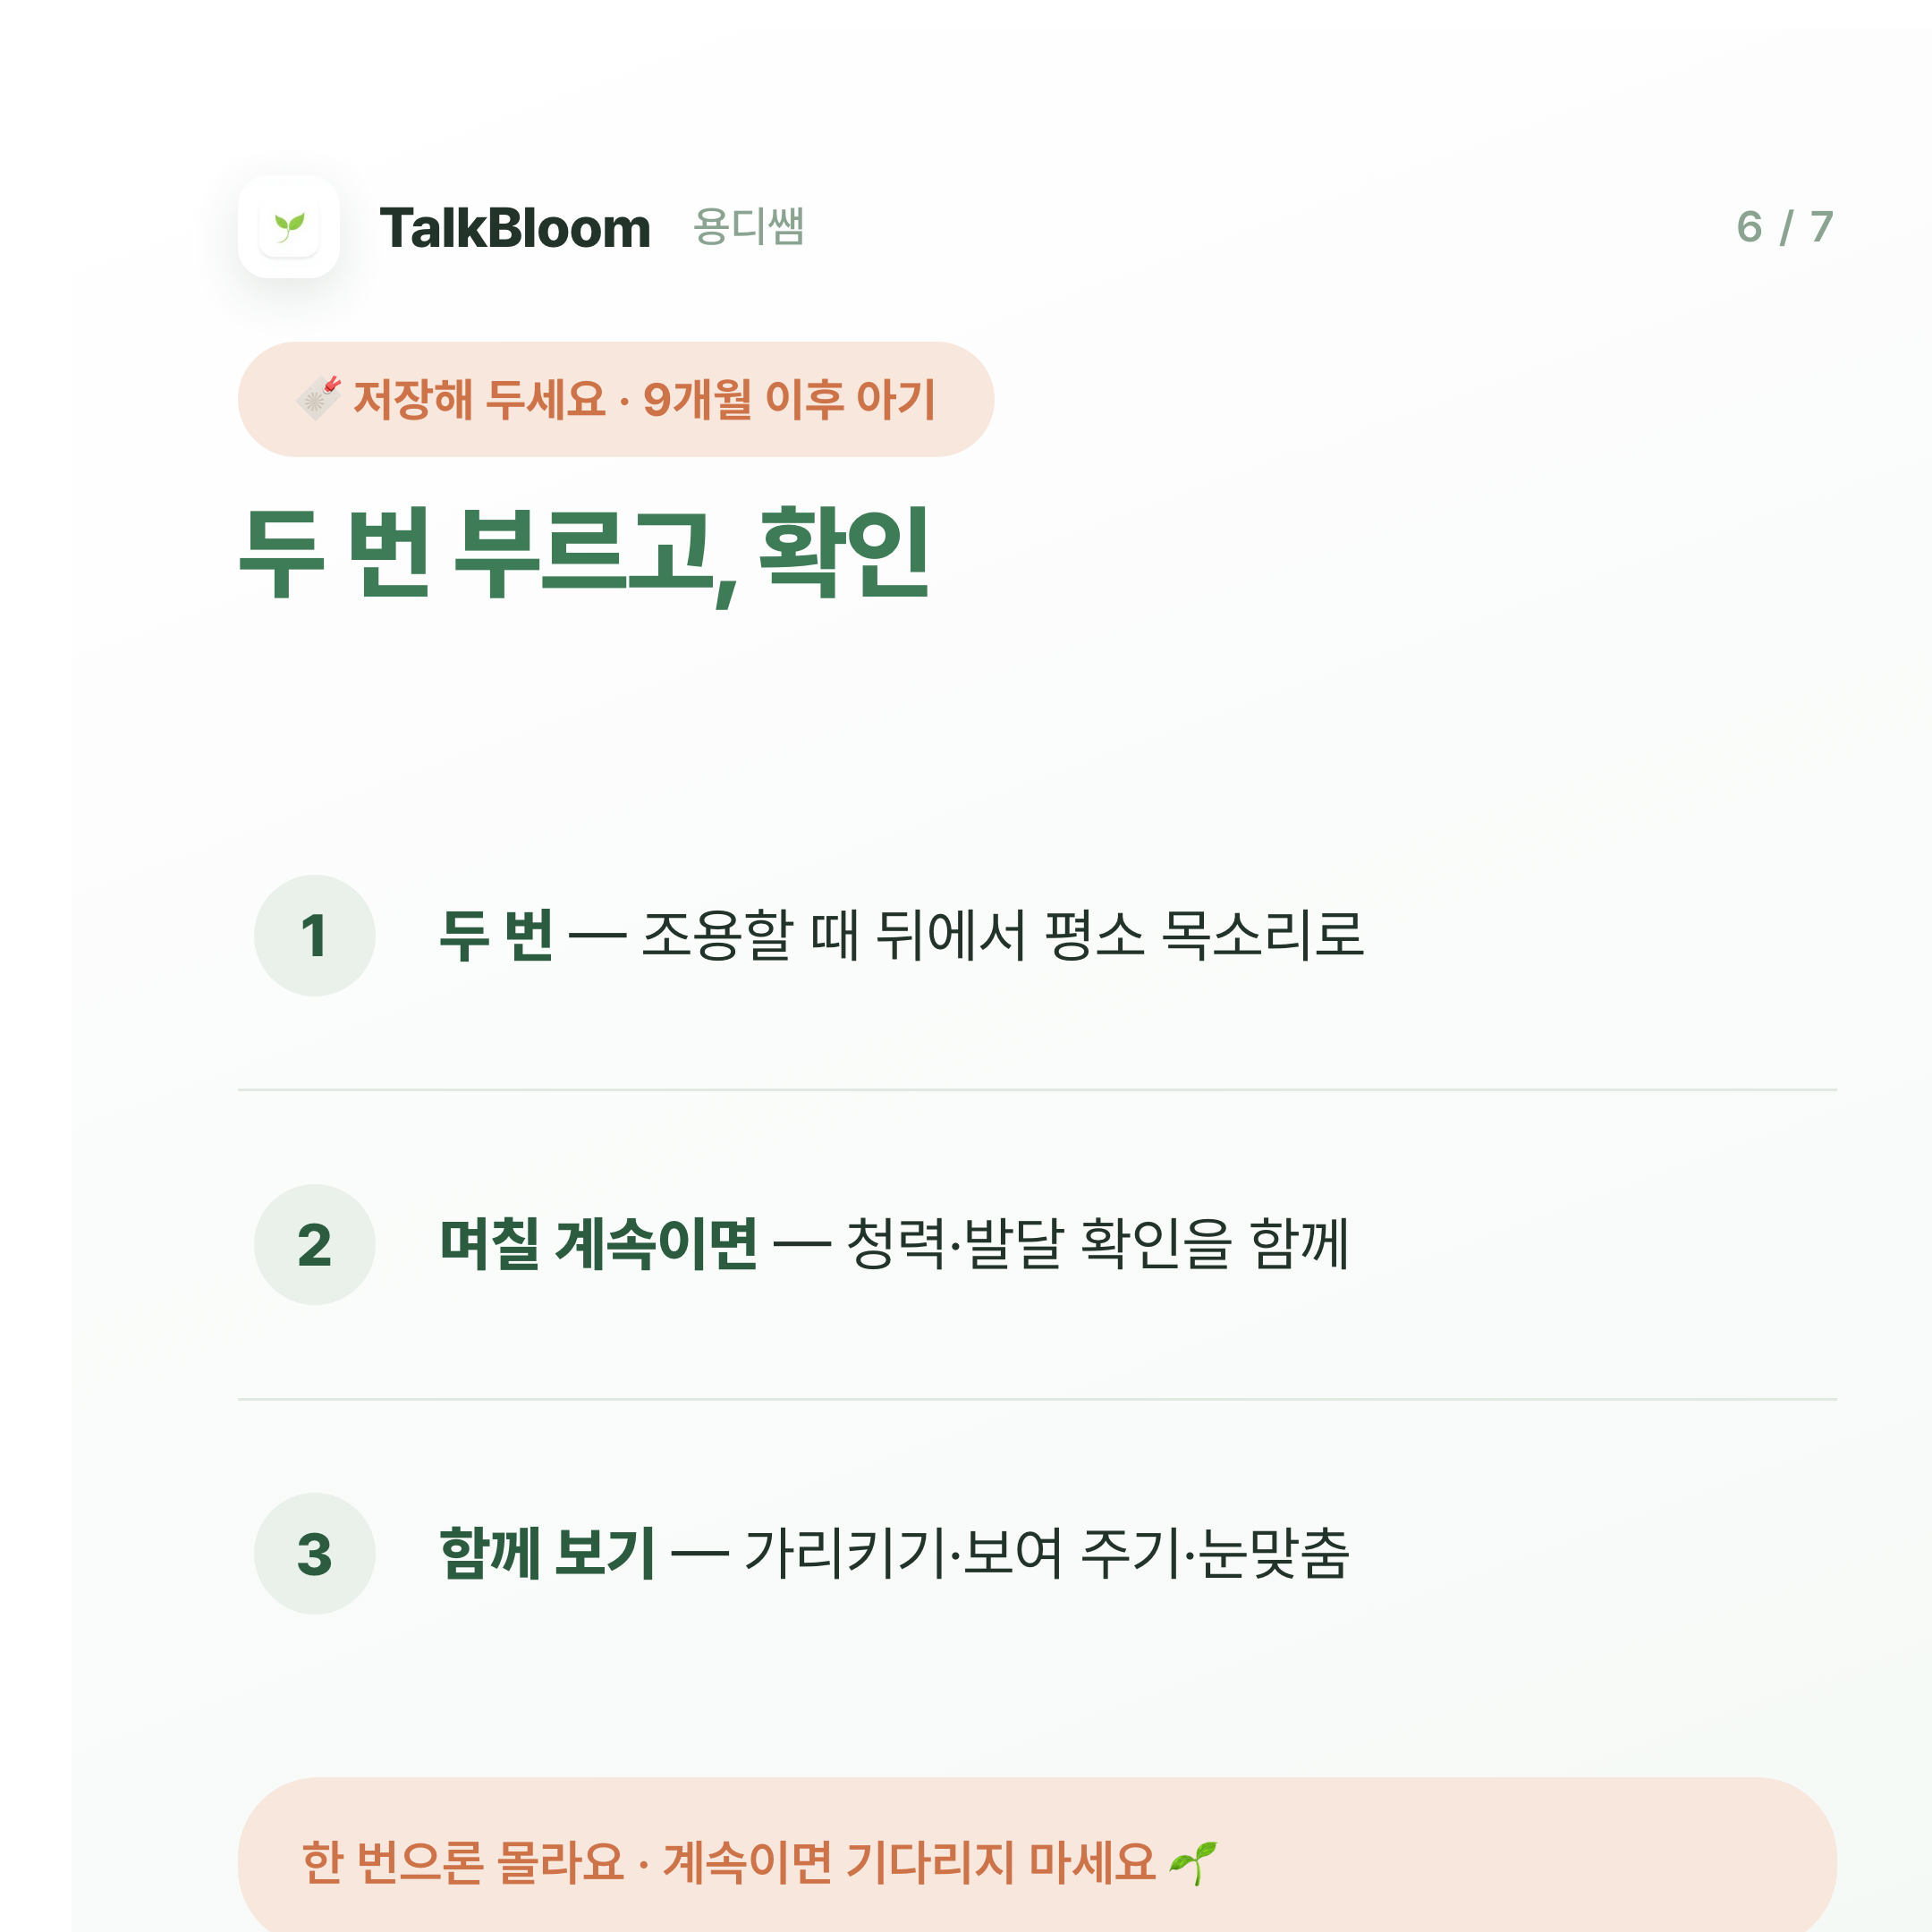 TalkBloom 용디쌤 6 / 7
저장해 두세요 · 9개월 이후 아기
두 번 부르고, 확인
1 두 번 — 조용할 때 뒤에서 평소 목소리로
2 며칠 계속이면 — 청력·발달 확인을 함께
3 함께 보기 — 가리키기·보여 주기·눈맞춤
한 번으론 몰라요 · 계속이면 기다리지 마세요 🌱